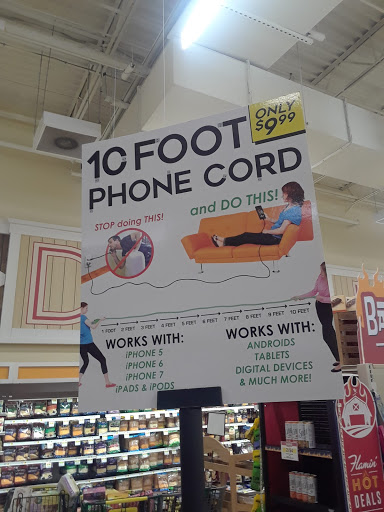 ONLY
$9.99
10 FOOT
PHONE CORD
STOP doing THIS!
and DO THIS!
1 FOOT 2 FEET 3 FEET 4 FEET 5 FEET 6 FEET 7 FEET 8 FEET 9 FEET 10 FEET
WORKS WITH:
iPHONE 5
iPHONE 6
iPHONE 7
iPADS & iPODS
WORKS WITH:
ANDROIDS
TABLETS
DIGITAL DEVICES
& MUCH MORE!
Flamin'
HOT
DEALS